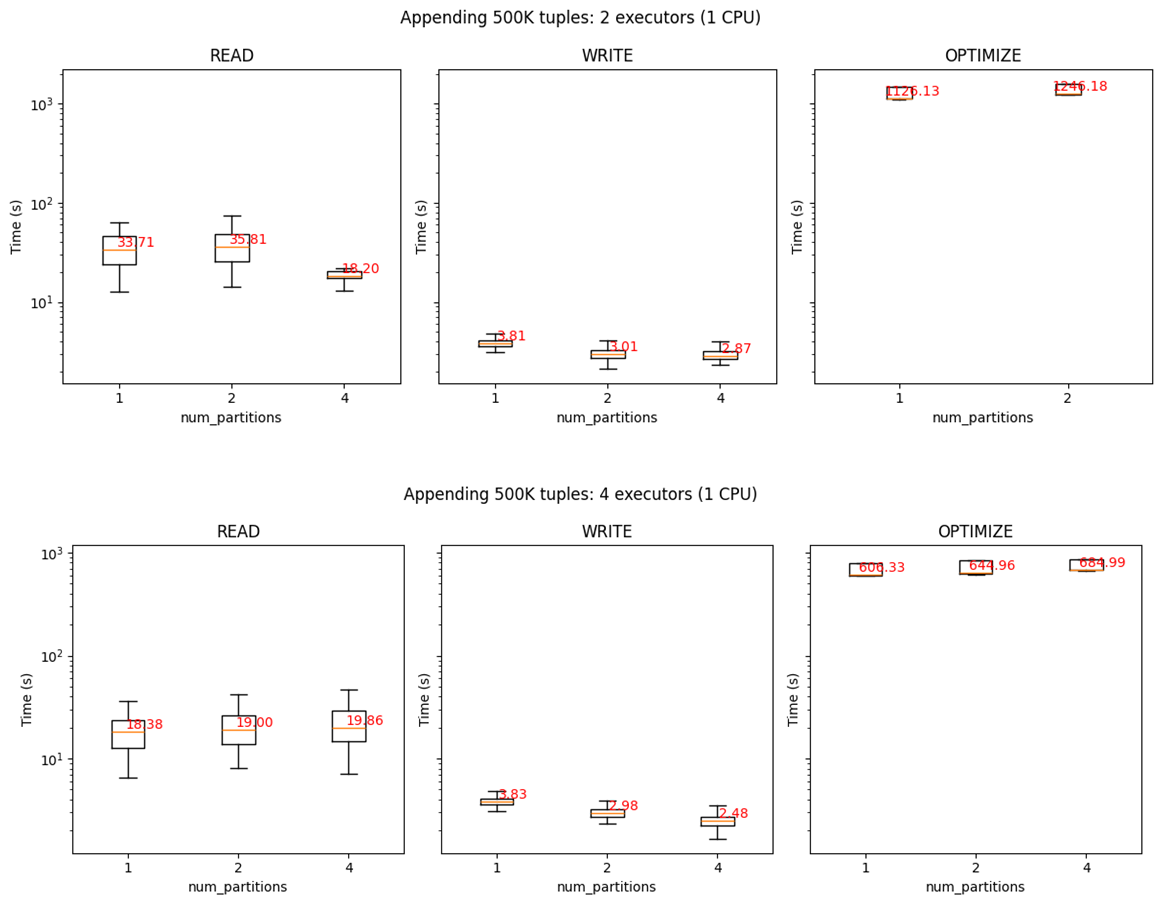 Appending 500K tuples: 2 executors (1 CPU)
READ
WRITE
OPTIMIZE
Time (s)
10³
10²
10¹
33.71
35.81
18.20
1
2
4
num_partitions
Time (s)
3.81
3.01
2.87
1
2
4
num_partitions
Time (s)
1126.13
1246.18
1
2
num_partitions
Appending 500K tuples: 4 executors (1 CPU)
READ
WRITE
OPTIMIZE
Time (s)
10³
10²
10¹
18.38
19.00
19.86
1
2
4
num_partitions
Time (s)
3.83
2.98
2.48
1
2
4
num_partitions
Time (s)
606.33
644.96
684.99
1
2
4
num_partitions